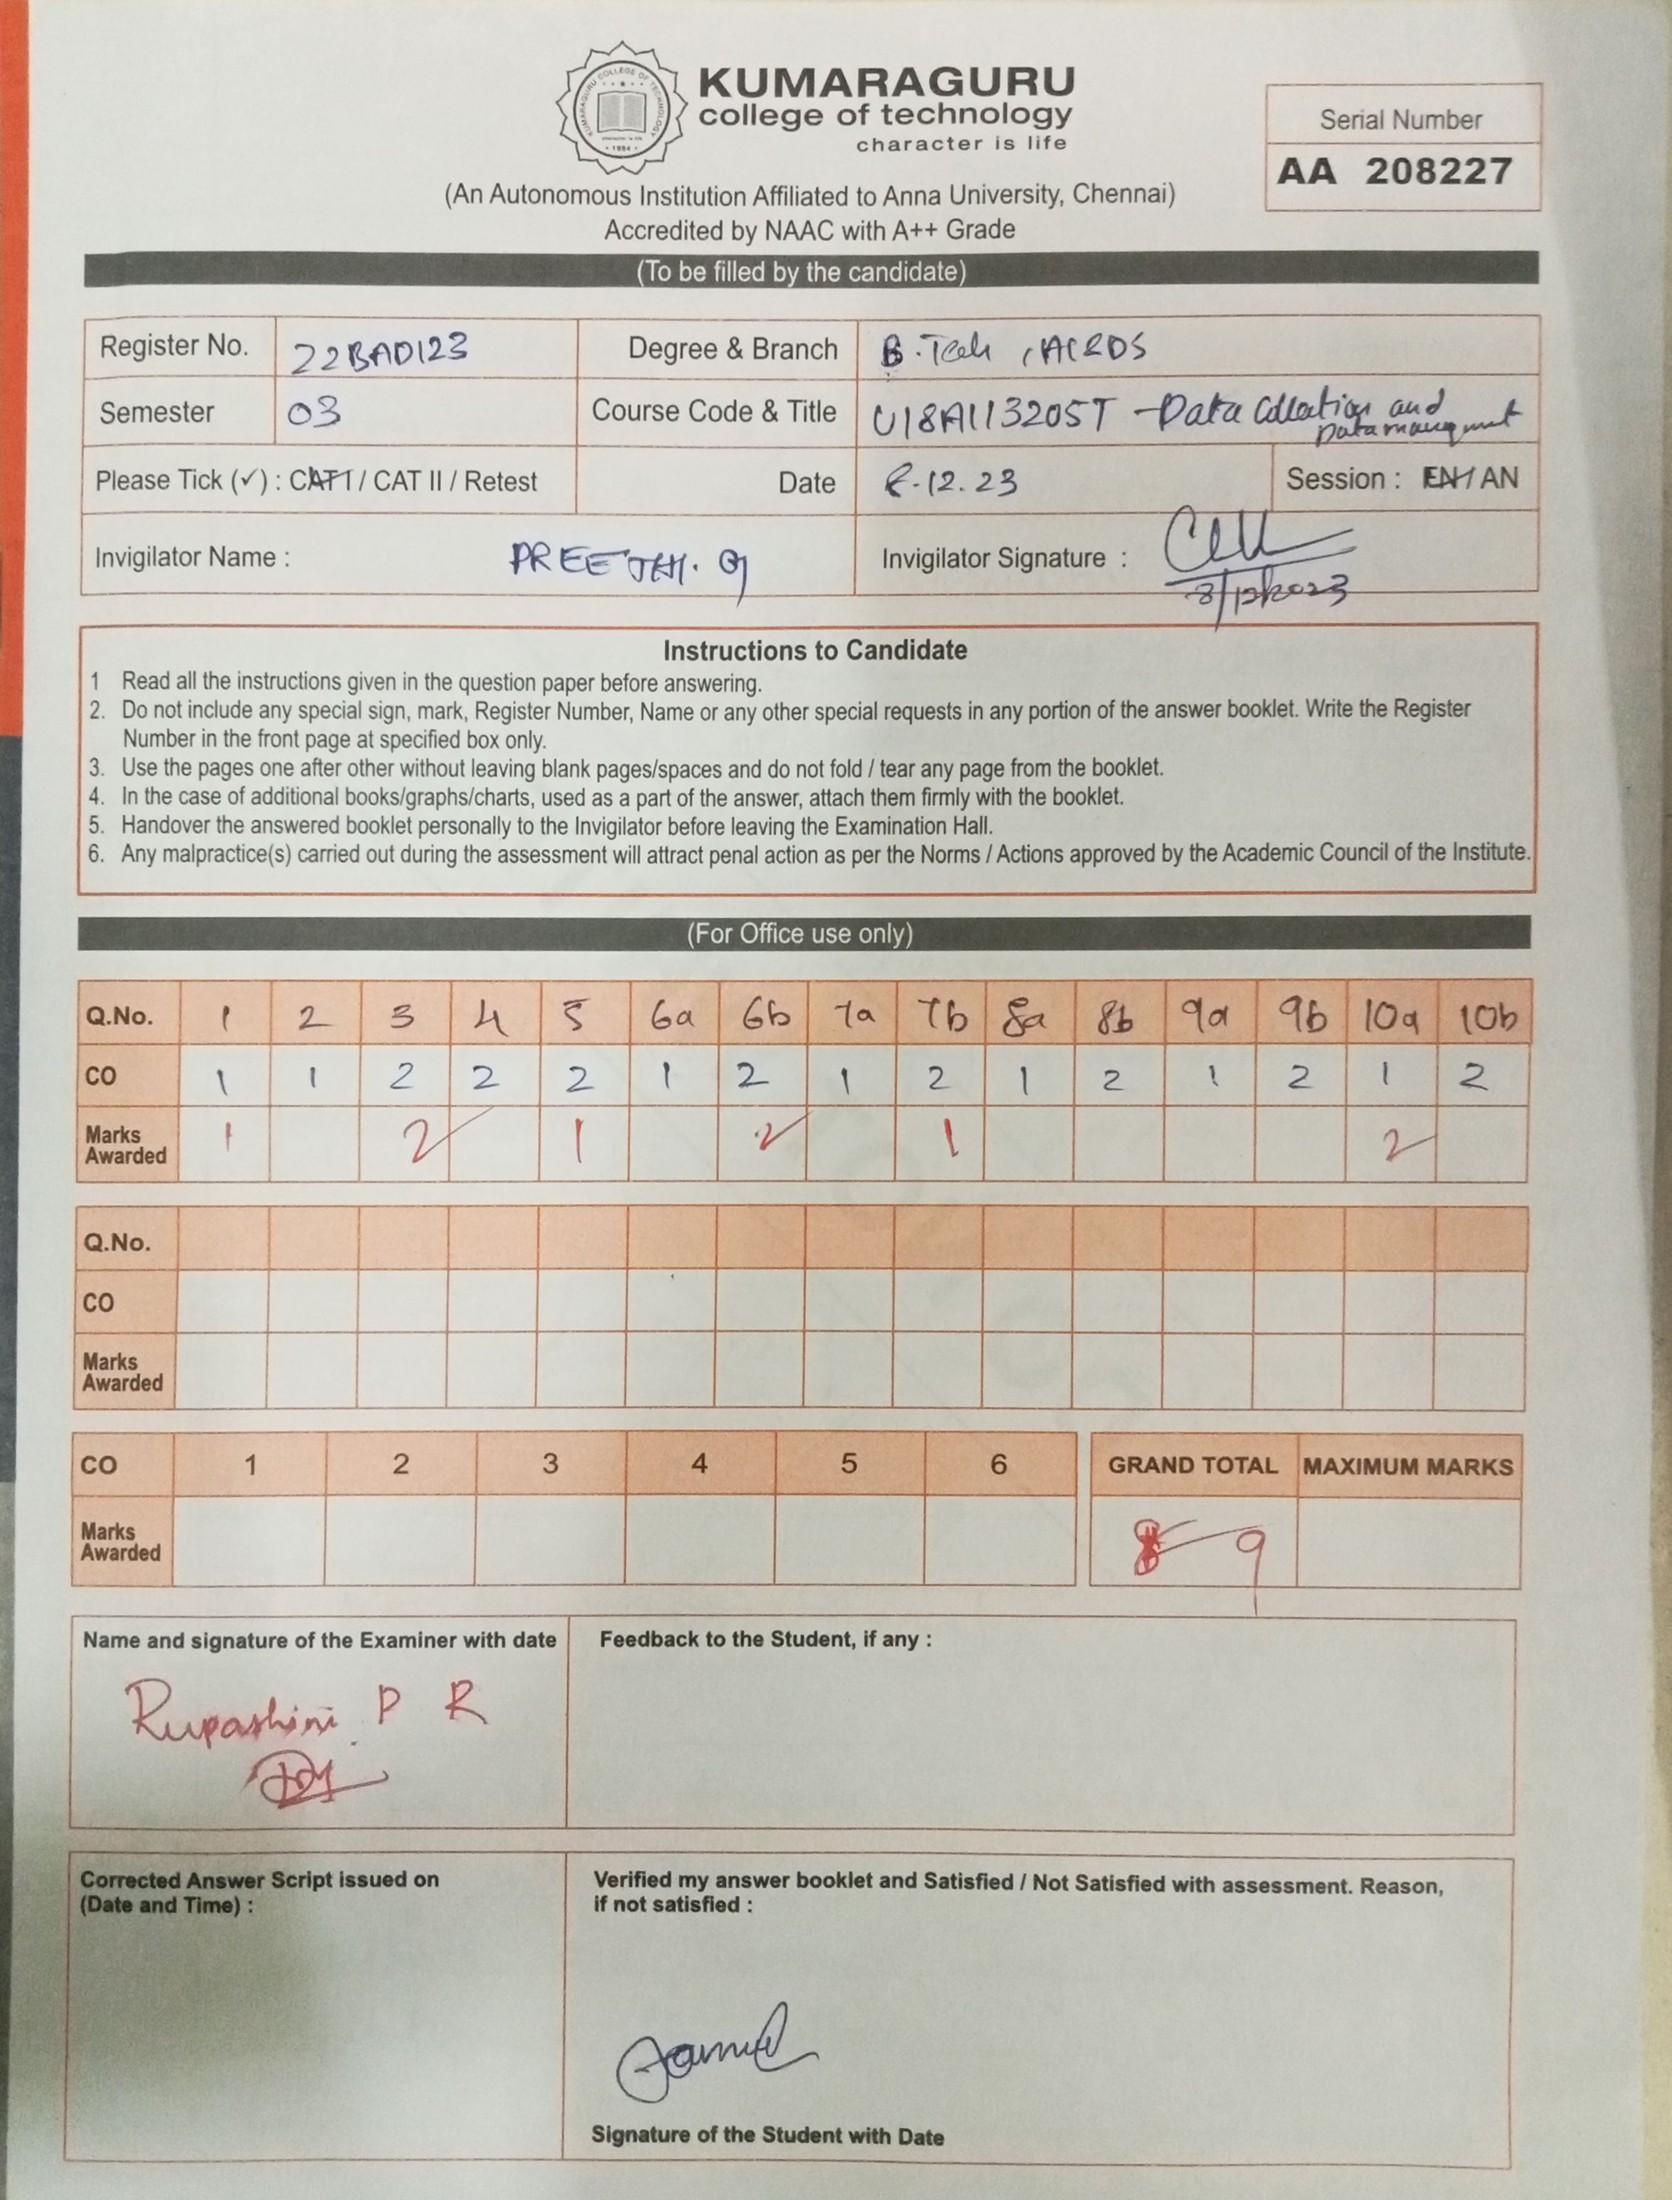 KUMARAGURU COLLEGE OF TECHNOLOGY
character is life
• 1984 •
KUMARAGURU
college of technology
character is life
(An Autonomous Institution Affiliated to Anna University, Chennai)
Accredited by NAAC with A++ Grade
Serial Number
AA 208227
(To be filled by the candidate)
Register No. 22BAD123 Degree & Branch B.Tech, AI&DS
Semester 03 Course Code & Title U18AII3205T - Data Collection and
Data managment
Please Tick (✓) : CAT I / CAT II / Retest Date 8.12.23 Session : FN / AN
Invigilator Name : PREETHI. G Invigilator Signature :
8/12/2023
Instructions to Candidate
1 Read all the instructions given in the question paper before answering.
2. Do not include any special sign, mark, Register Number, Name or any other special requests in any portion of the answer booklet. Write the Register
Number in the front page at specified box only.
3. Use the pages one after other without leaving blank pages/spaces and do not fold / tear any page from the booklet.
4. In the case of additional books/graphs/charts, used as a part of the answer, attach them firmly with the booklet.
5. Handover the answered booklet personally to the Invigilator before leaving the Examination Hall.
6. Any malpractice(s) carried out during the assessment will attract penal action as per the Norms / Actions approved by the Academic Council of the Institute.
(For Office use only)
Q.No. 1 2 3 4 5 6a 6b 7a 7b 8a 8b 9a 9b 10a 10b
CO 1 1 2 2 2 1 2 1 2 1 2 1 2 1 2
Marks
Awarded 1 2 1 2 1 2
Q.No.
CO
Marks
Awarded
CO 1 2 3 4 5 6 GRAND TOTAL MAXIMUM MARKS
Marks
Awarded 8 9
Name and signature of the Examiner with date
Rupashini P R
Feedback to the Student, if any :
Corrected Answer Script issued on
(Date and Time) :
Verified my answer booklet and Satisfied / Not Satisfied with assessment. Reason,
if not satisfied :
Signature of the Student with Date